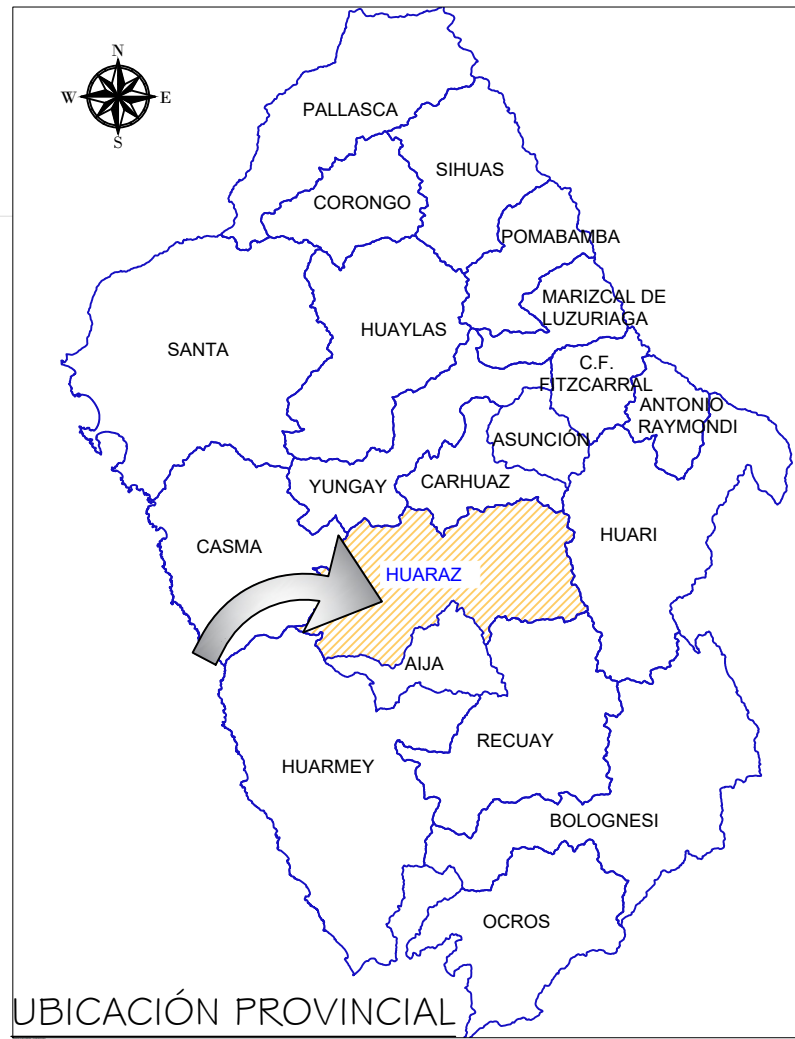 N
W
E
S
PALLASCA
SIHUAS
CORONGO
POMABAMBA
MARIZCAL DE
LUZURIAGA
HUAYLAS
SANTA
C.F.
FITZCARRAL
ANTONIO
RAYMONDI
ASUNCIÓN
YUNGAY
CARHUAZ
HUARI
CASMA
HUARAZ
AIJA
RECUAY
HUARMEY
BOLOGNESI
OCROS
UBICACIÓN PROVINCIAL